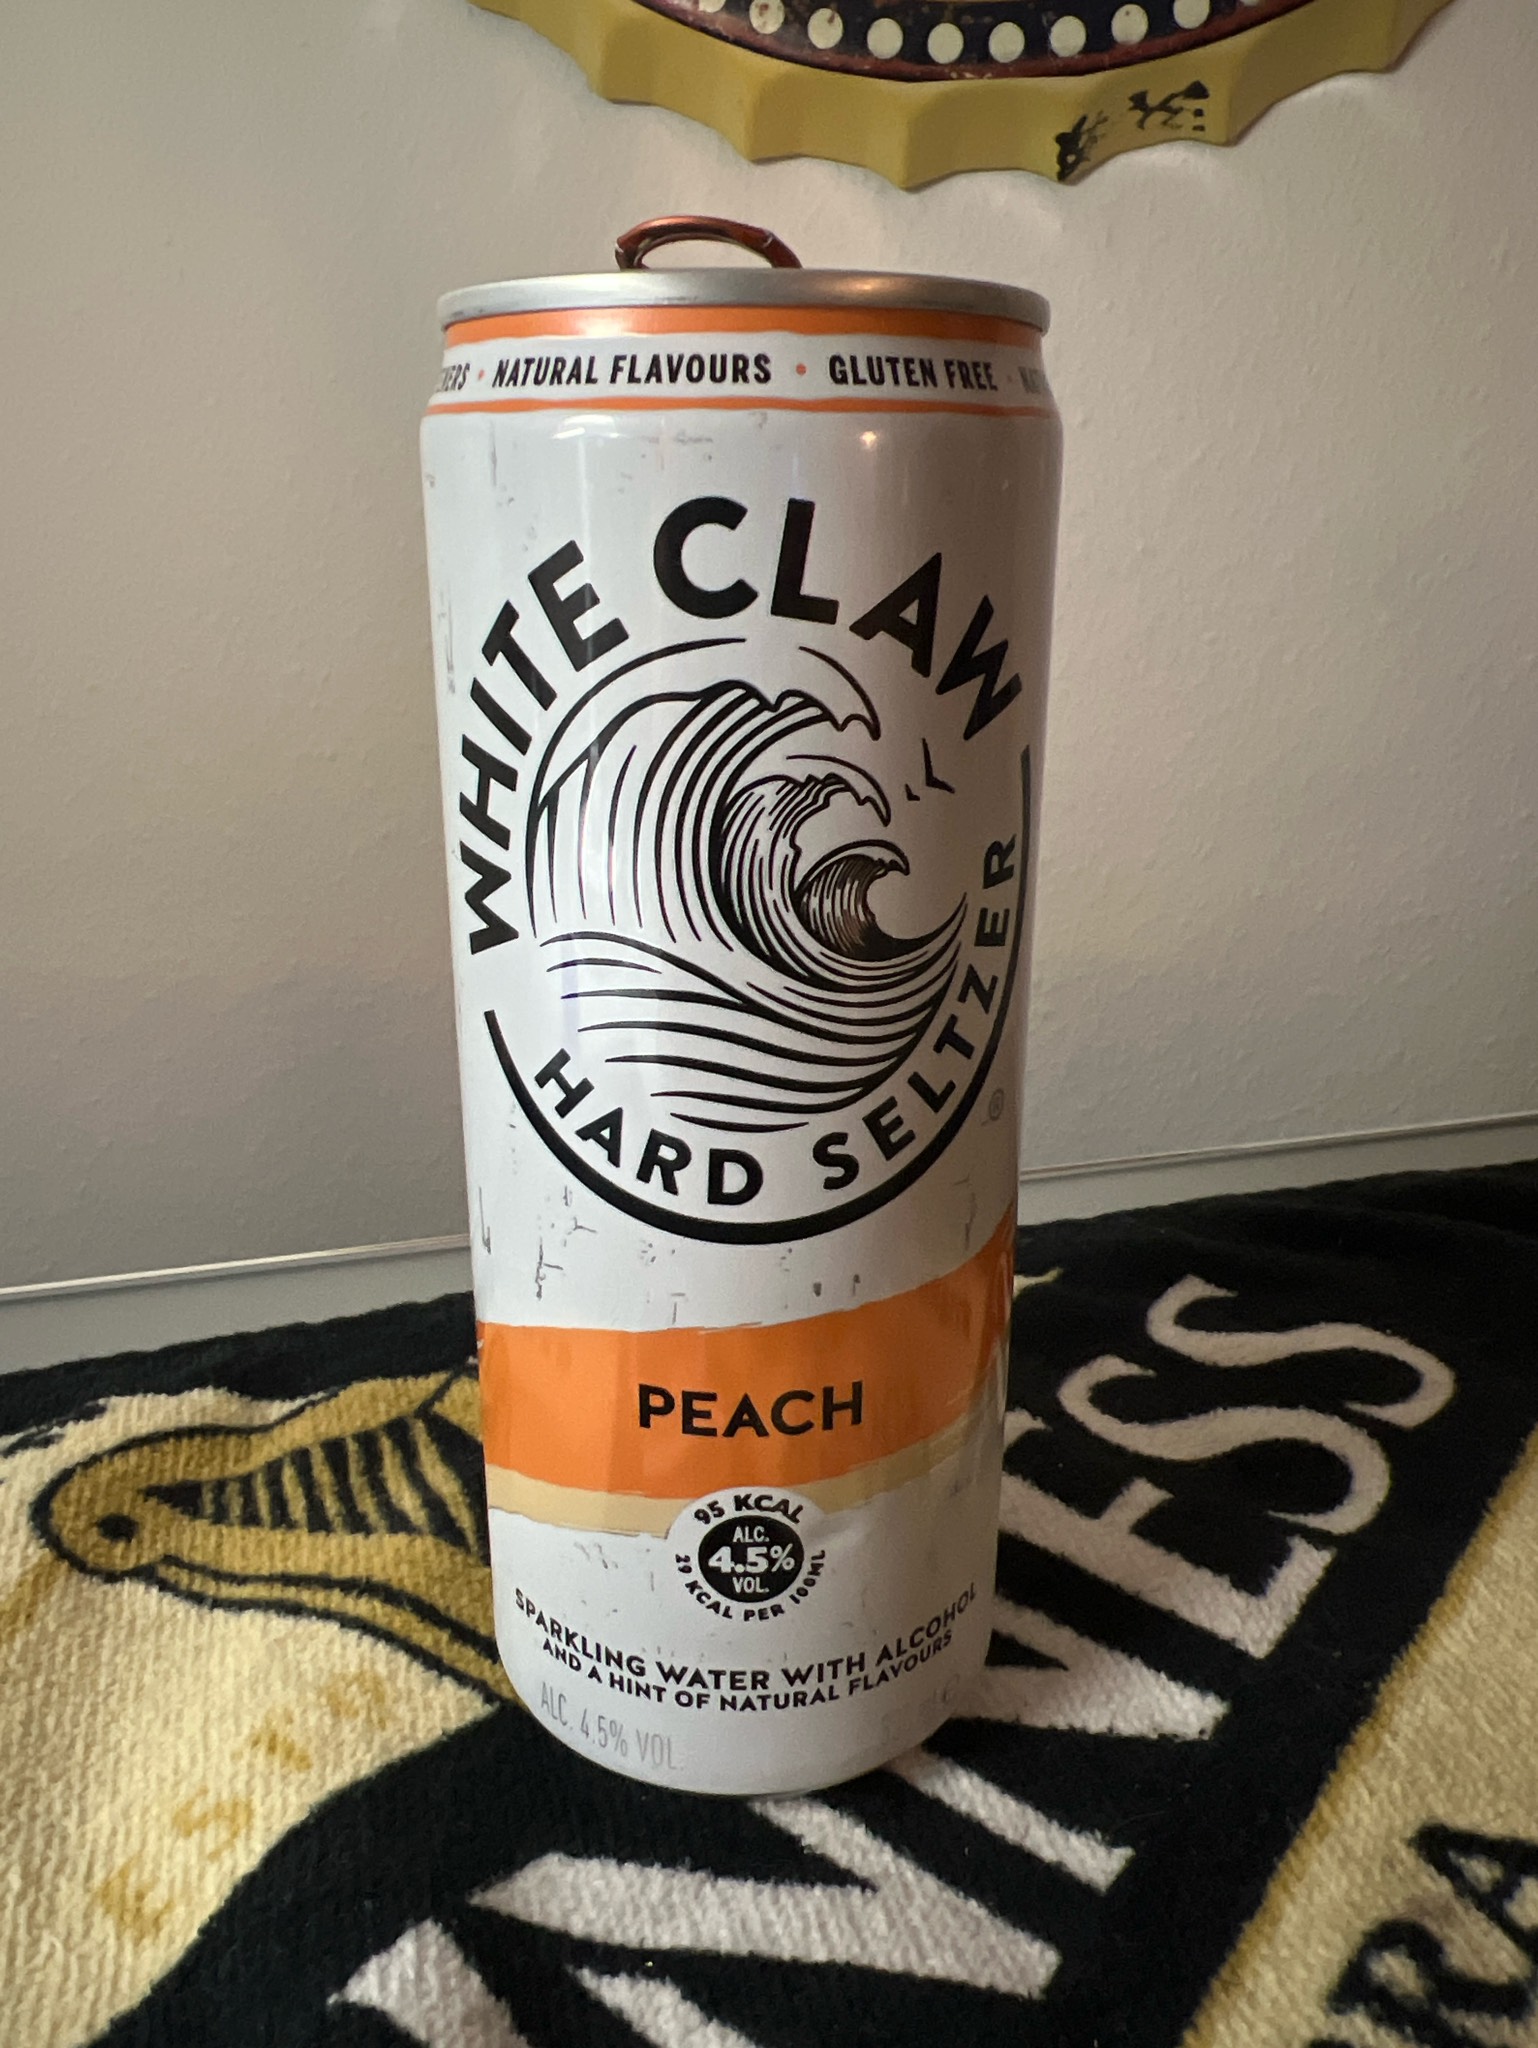 NATURAL FLAVOURS • GLUTEN FREE
WHITE CLAW
HARD SELTZER
®
PEACH
95 KCAL
ALC.
4.5%
VOL.
29 KCAL PER 100ML
SPARKLING WATER WITH ALCOHOL
AND A HINT OF NATURAL FLAVOURS
ALC. 4.5% VOL.